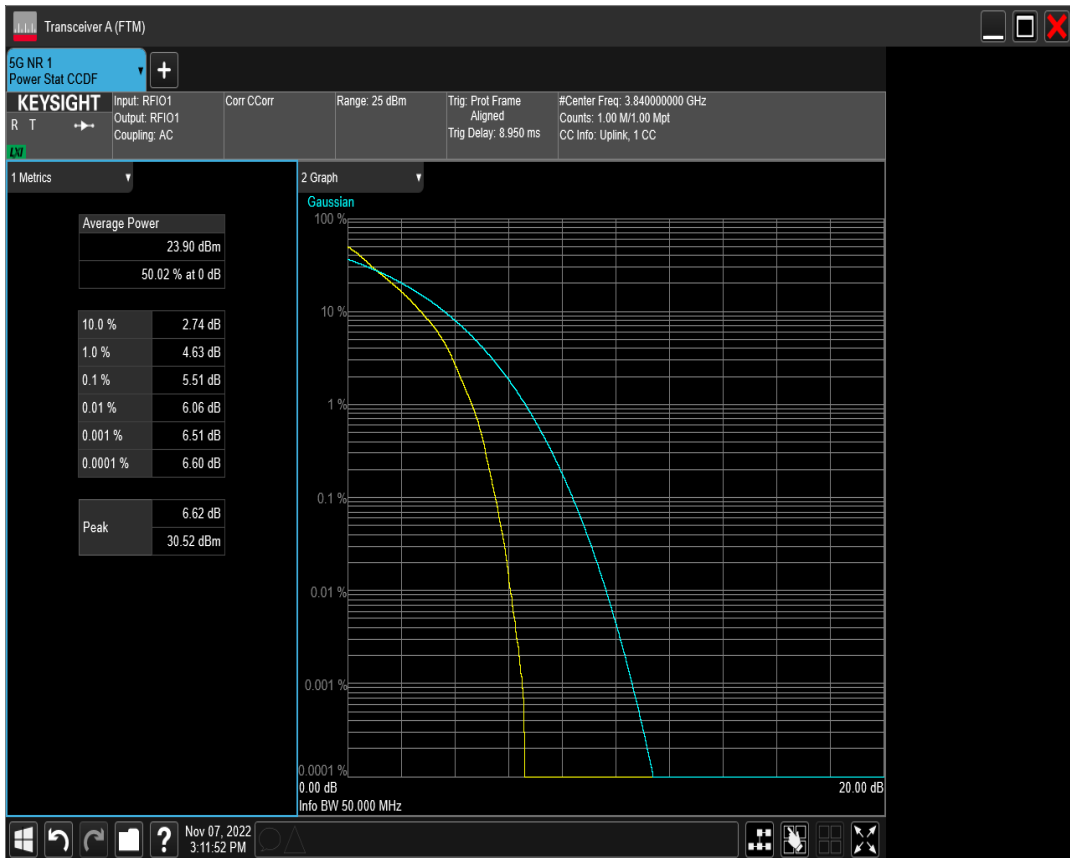 Transceiver A (FTM)
5G NR 1
Power Stat CCDF
KEYSIGHT
R T
LXI
Input: RFIO1
Output: RFIO1
Coupling: AC
Corr CCorr
Range: 25 dBm
Trig: Prot Frame
Aligned
Trig Delay: 8.950 ms
#Center Freq: 3.840000000 GHz
Counts: 1.00 M/1.00 Mpt
CC Info: Uplink, 1 CC
1 Metrics
Average Power
23.90 dBm
50.02 % at 0 dB
10.0 % 2.74 dB
1.0 % 4.63 dB
0.1 % 5.51 dB
0.01 % 6.06 dB
0.001 % 6.51 dB
0.0001 % 6.60 dB
Peak
6.62 dB
30.52 dBm
2 Graph
Gaussian
100 %
10 %
1 %
0.1 %
0.01 %
0.001 %
0.0001 %
0.00 dB 20.00 dB
Info BW 50.000 MHz
?
Nov 07, 2022
3:11:52 PM